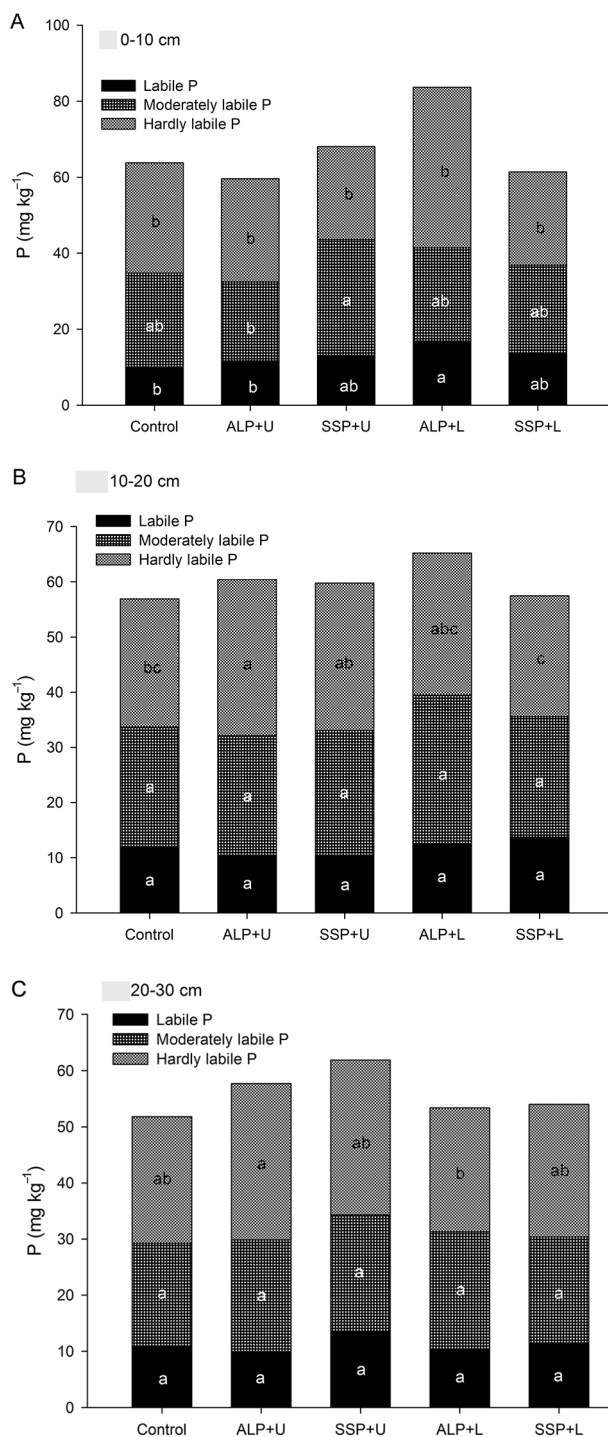 A
0-10 cm
Labile P
Moderately labile P
Hardly labile P
P (mg kg⁻¹)
100
80
60
40
20
0
b
b
b
b
b
ab
b
a
ab
ab
b
b
ab
a
ab
Control ALP+U SSP+U ALP+L SSP+L
B
10-20 cm
Labile P
Moderately labile P
Hardly labile P
P (mg kg⁻¹)
70
60
50
40
30
20
10
0
bc
a
ab
abc
c
a
a
a
a
a
a
a
a
a
a
Control ALP+U SSP+U ALP+L SSP+L
C
20-30 cm
Labile P
Moderately labile P
Hardly labile P
P (mg kg⁻¹)
70
60
50
40
30
20
10
0
ab
a
ab
b
ab
a
a
a
a
a
a
a
a
a
a
Control ALP+U SSP+U ALP+L SSP+L